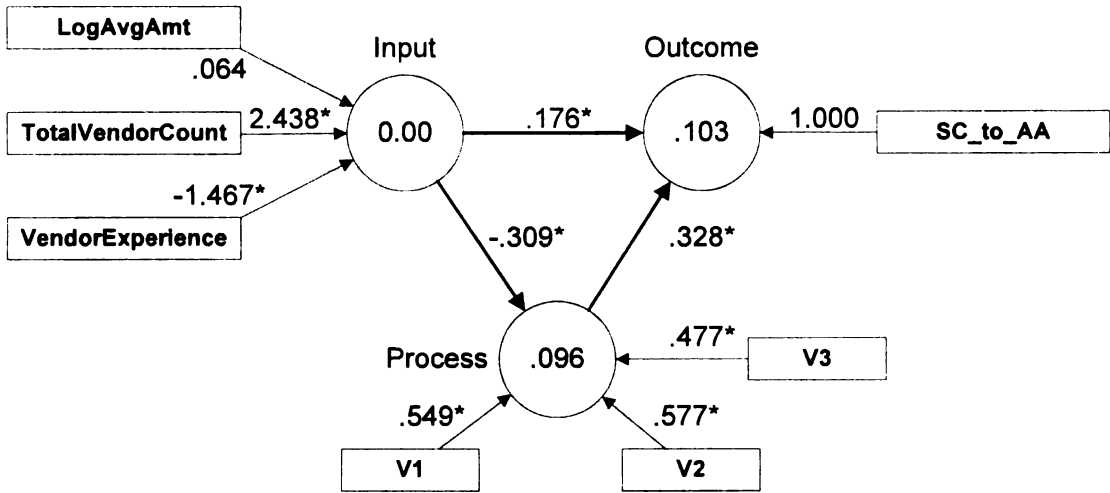 LogAvgAmt
Input
Outcome
.064
TotalVendorCount
2.438*
0.00
.176*
.103
1.000
SC_to_AA
-1.467*
VendorExperience
-.309*
.328*
Process
.096
.477*
V3
.549*
.577*
V1
V2